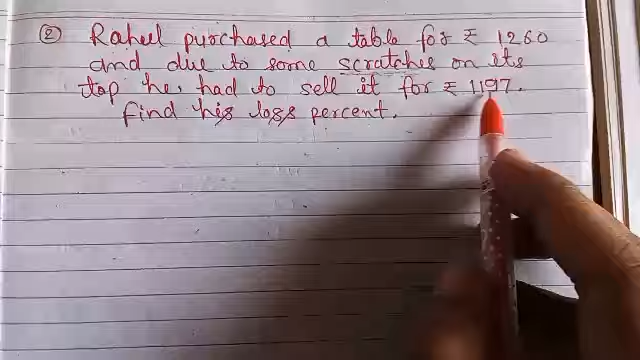 ② Raheel purchased a table for ₹ 1260
and due to some scratches on its
top he, had to sell it for ₹ 1197.
find his loss percent.